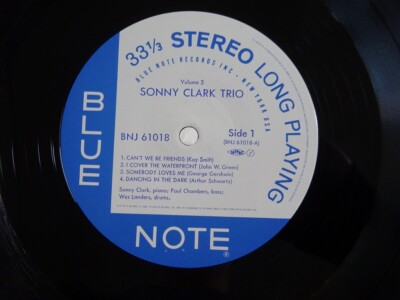 33 1/3 STEREO LONG PLAYING
BLUE NOTE RECORDS INC · NEW YORK USA
Volume 3
SONNY CLARK TRIO
BNJ 61018
Side 1
(BNJ 61018-A)
1. CAN'T WE BE FRIENDS (Kay Smith)
2. I COVER THE WATERFRONT (John W. Green)
3. SOMEBODY LOVES ME (George Gershwin)
4. DANCING IN THE DARK (Arthur Schwartz)
Sonny Clark, piano; Paul Chambers, bass;
Wes Landers, drums.
BLUE
NOTE